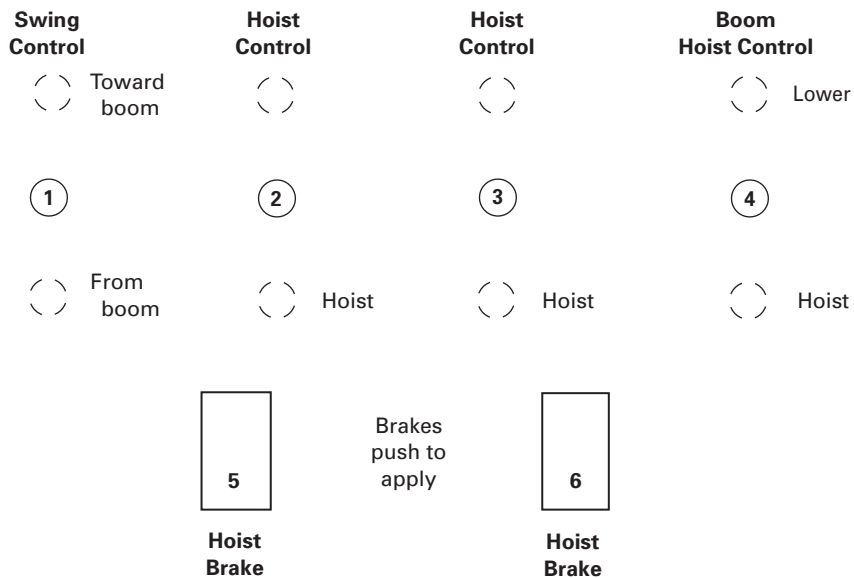 Swing
Control
Hoist
Control
Hoist
Control
Boom
Hoist Control
Toward
boom
Lower
1
2
3
4
From
boom
Hoist
Hoist
Hoist
5
Brakes
push to
apply
6
Hoist
Brake
Hoist
Brake